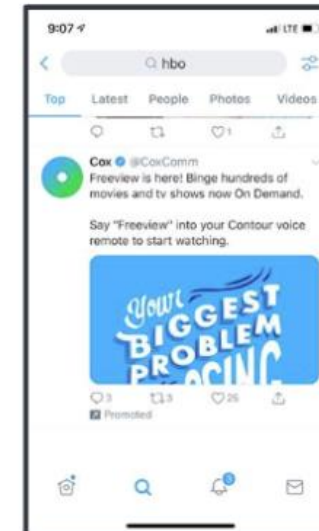 9:07
LTE
hbo
Top Latest People Photos Videos
1
Cox @CoxComm
Freeview is here! Binge hundreds of
movies and tv shows now On Demand.
Say "Freeview" into your Contour voice
remote to start watching.
YOUR
BIGGEST
PROBLEM
3 3 25
Promoted
3